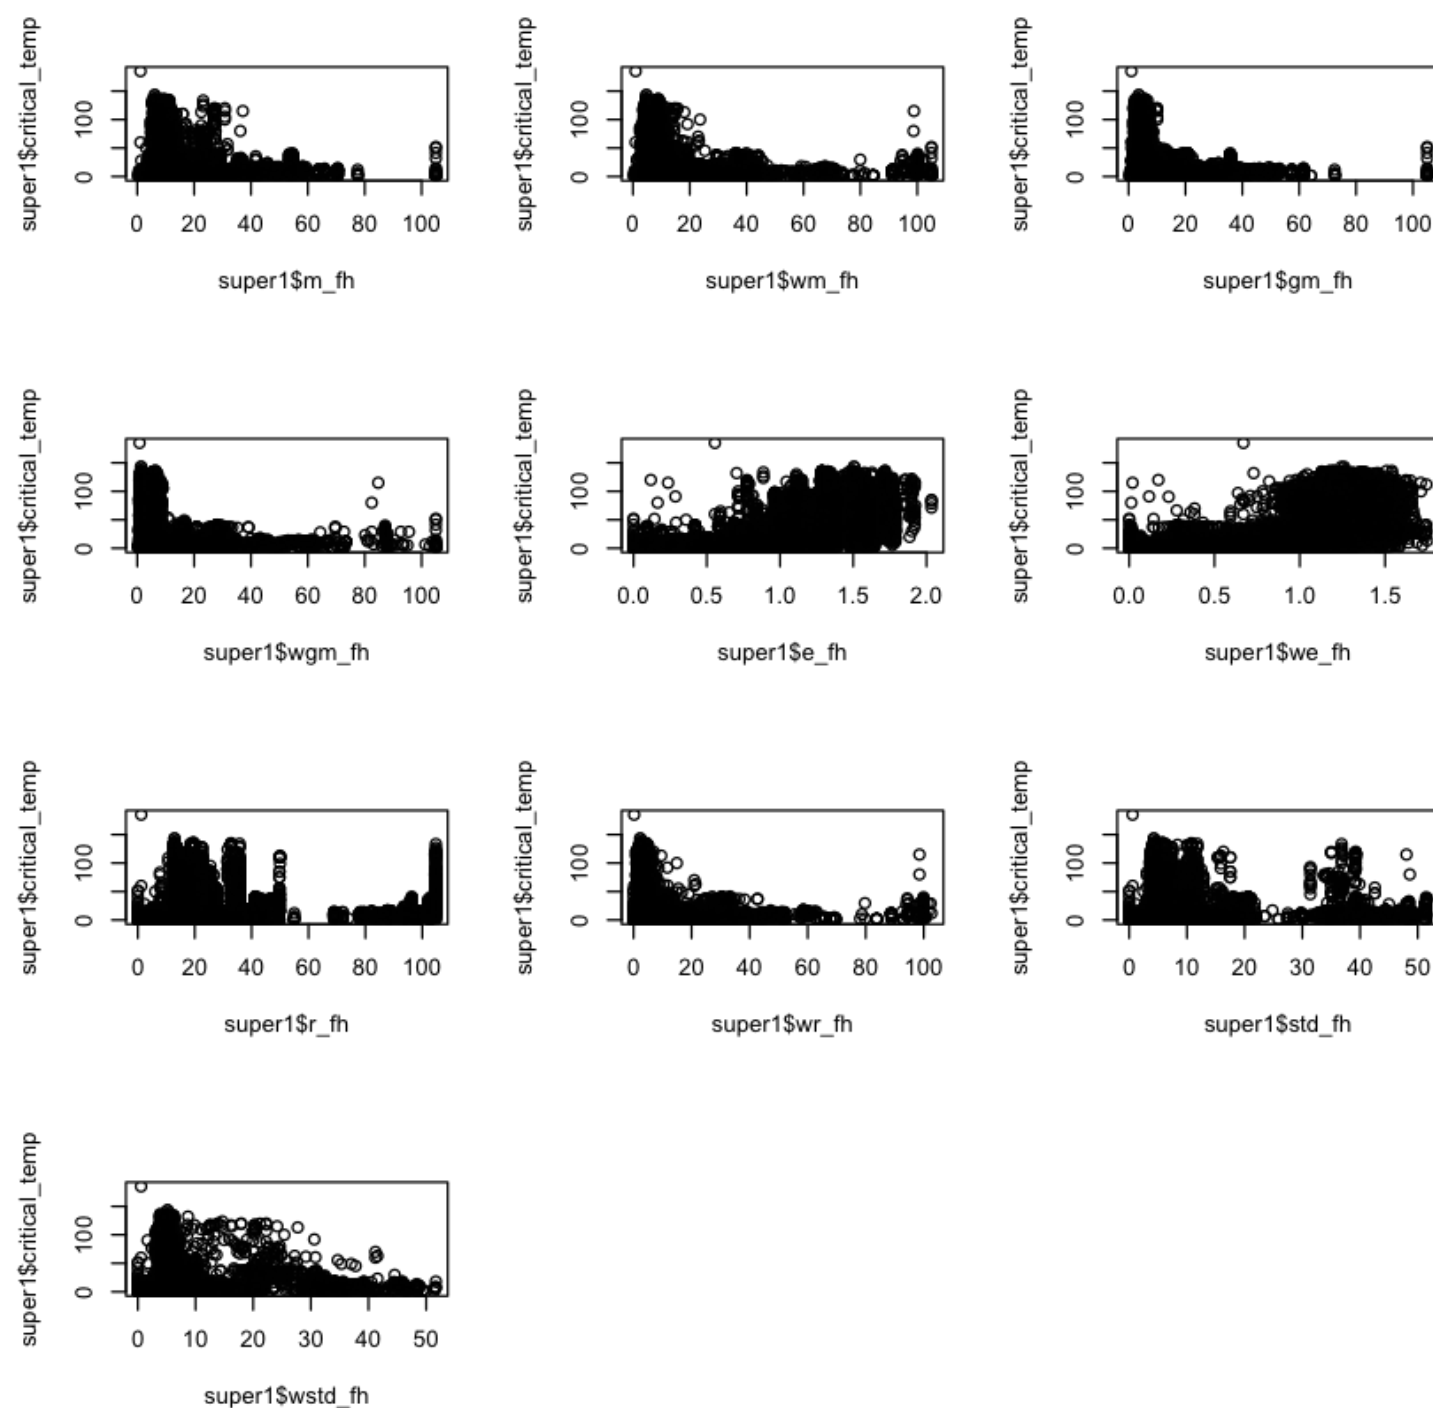 super1$critical_temp super1$critical_temp super1$critical_temp
100 100 100
0 0 0
0 20 40 60 80 100 0 20 40 60 80 100 0 20 40 60 80 100
super1$m_fh super1$wm_fh super1$gm_fh
super1$critical_temp super1$critical_temp super1$critical_temp
100 100 100
0 0 0
0 20 40 60 80 100 0.0 0.5 1.0 1.5 2.0 0.0 0.5 1.0 1.5
super1$wgm_fh super1$e_fh super1$we_fh
super1$critical_temp super1$critical_temp super1$critical_temp
100 100 100
0 0 0
0 20 40 60 80 100 0 20 40 60 80 100 0 10 20 30 40 50
super1$r_fh super1$wr_fh super1$std_fh
super1$critical_temp
100
0
0 10 20 30 40 50
super1$wstd_fh